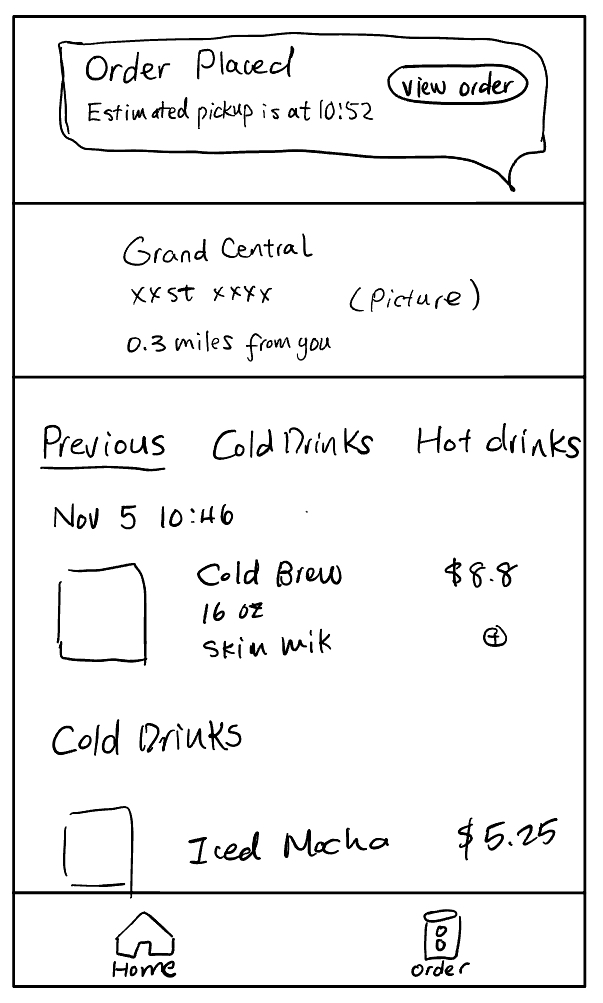 Order Placed
view order
Estimated pickup is at 10:52
Grand Central
xxst xxxx
(picture)
0.3 miles from you
Previous Cold Drinks Hot drinks
Nov 5 10:46
Cold Brew $8.8
16 oz
skim mik
Cold Drinks
Iced Mocha $5.25
Home order